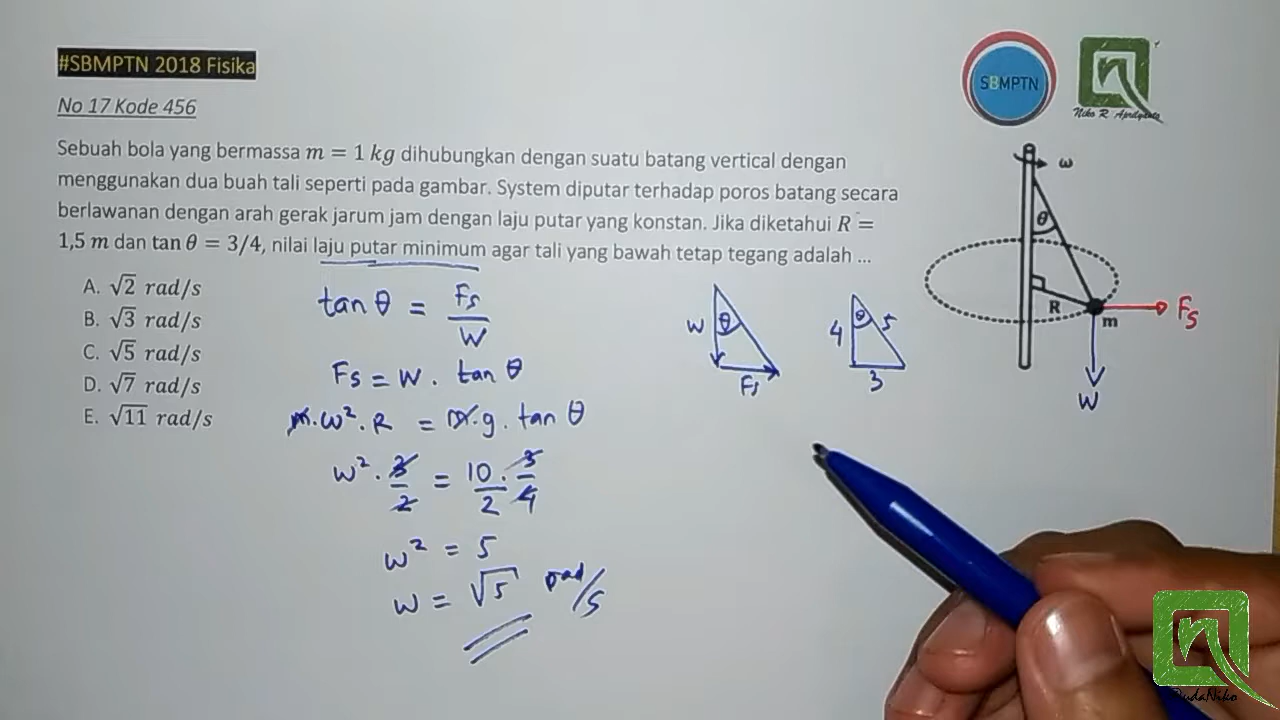 #SBMPTN 2018 Fisika
No 17 Kode 456
SBMPTN
Niko R. Aprilyanto
Sebuah bola yang bermassa m = 1 kg dihubungkan dengan suatu batang vertical dengan
menggunakan dua buah tali seperti pada gambar. System diputar terhadap poros batang secara
berlawanan dengan arah gerak jarum jam dengan laju putar yang konstan. Jika diketahui R =
1,5 m dan tan θ = 3/4, nilai laju putar minimum agar tali yang bawah tetap tegang adalah ...
A. √2 rad/s
B. √3 rad/s
C. √5 rad/s
D. √7 rad/s
E. √11 rad/s
tan θ = Fs/W
Fs = W . tan θ
m.ω².R = m.g.tan θ
ω² . 3/2 = 10/2 . 3/4
ω² = 5
ω = √5 rad/s
W θ Fs
4 θ 5 3
ω
θ
R
m
Fs
W
DudaNiko